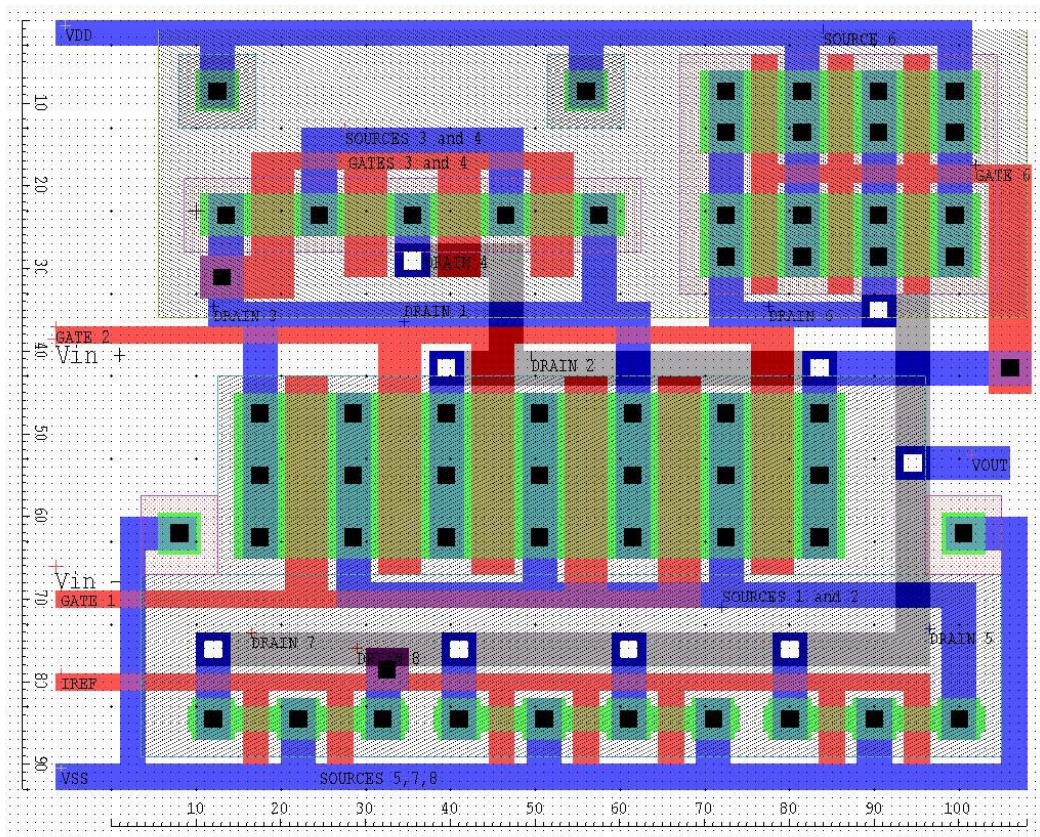 VDD
SOURCE 6
10
SOURCES 3 and 4
GATES 3 and 4
GATE 6
20
DRAIN 4
30
DRAIN 3
DRAIN 1
DRAIN 6
GATE 2
Vin +
40
DRAIN 2
50
VOUT
60
Vin -
GATE 1
70
SOURCES 1 and 2
DRAIN 7
DRAIN 5
DRAIN 8
IREF
80
90
VSS
SOURCES 5,7,8
10 20 30 40 50 60 70 80 90 100